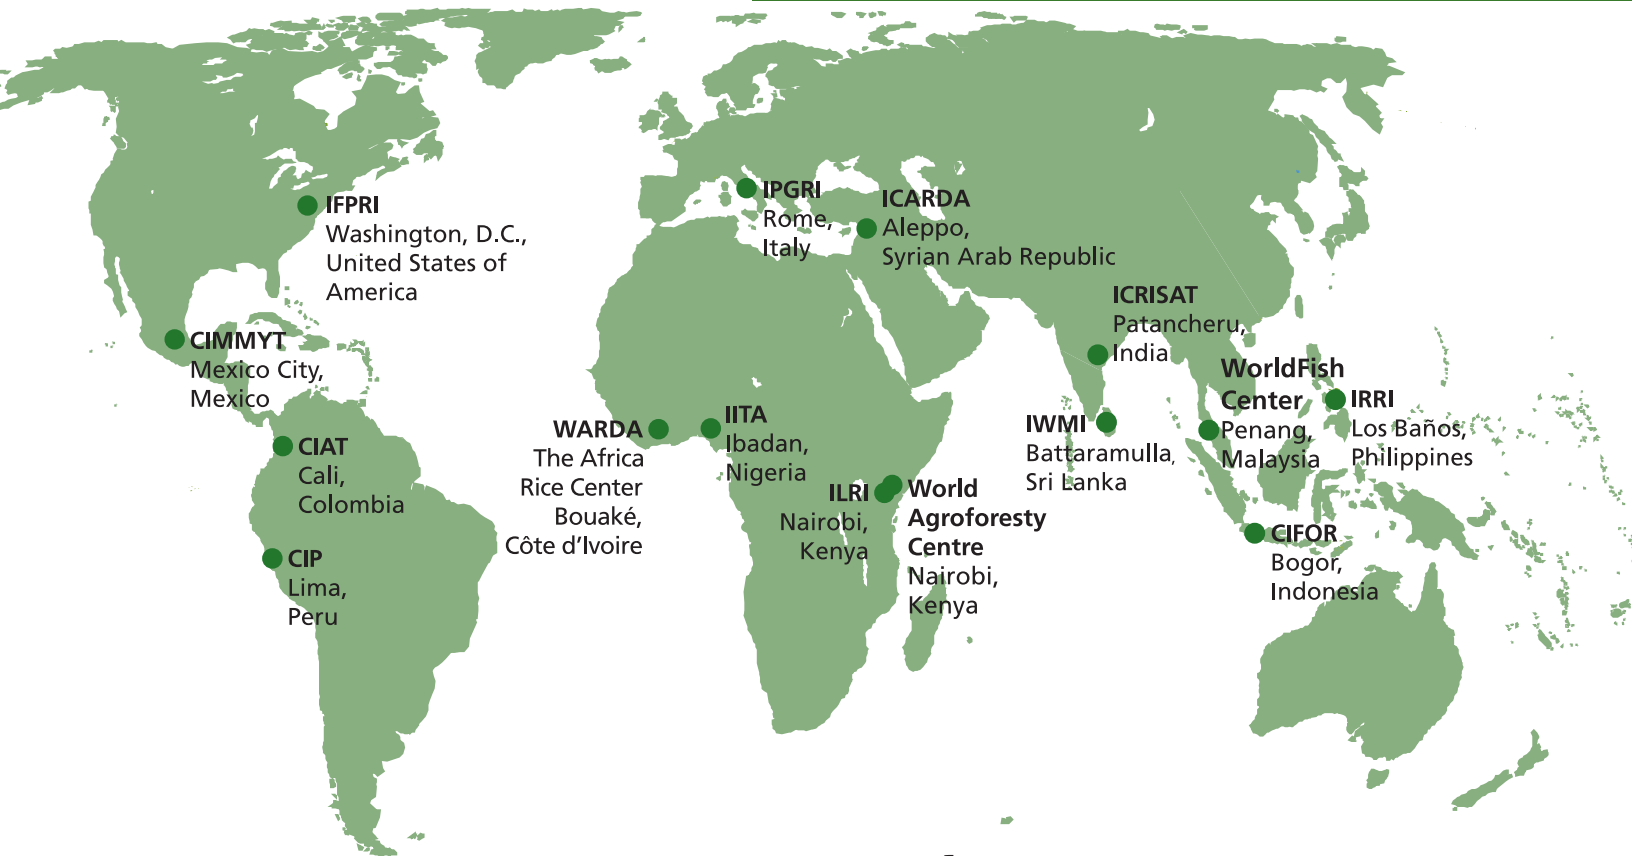 IFPRI
Washington, D.C.,
United States of
America
CIMMYT
Mexico City,
Mexico
CIAT
Cali,
Colombia
CIP
Lima,
Peru
IPGRI
Rome,
Italy
ICARDA
Aleppo,
Syrian Arab Republic
WARDA
The Africa
Rice Center
Bouaké,
Côte d'Ivoire
IITA
Ibadan,
Nigeria
ILRI
Nairobi,
Kenya
World
Agroforesty
Centre
Nairobi,
Kenya
ICRISAT
Patancheru,
India
IWMI
Battaramulla,
Sri Lanka
WorldFish
Center
Penang,
Malaysia
IRRI
Los Baños,
Philippines
CIFOR
Bogor,
Indonesia